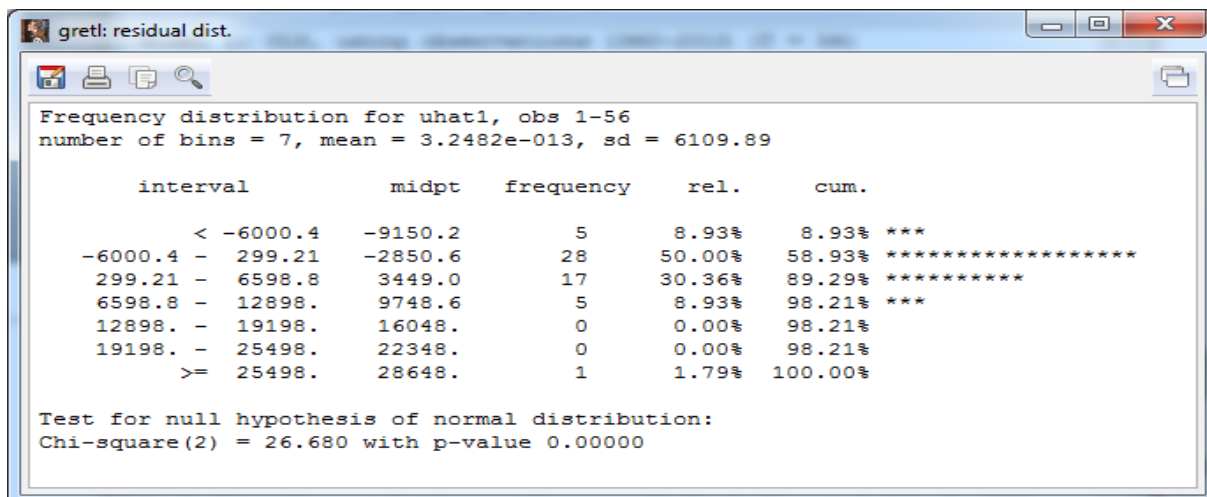 gretl: residual dist.
Frequency distribution for uhat1, obs 1-56
number of bins = 7, mean = 3.2482e-013, sd = 6109.89
interval midpt frequency rel. cum.
< -6000.4 -9150.2 5 8.93% 8.93% ***
-6000.4 - 299.21 -2850.6 28 50.00% 58.93% ******************
299.21 - 6598.8 3449.0 17 30.36% 89.29% **********
6598.8 - 12898. 9748.6 5 8.93% 98.21% ***
12898. - 19198. 16048. 0 0.00% 98.21%
19198. - 25498. 22348. 0 0.00% 98.21%
>= 25498. 28648. 1 1.79% 100.00%
Test for null hypothesis of normal distribution:
Chi-square(2) = 26.680 with p-value 0.00000